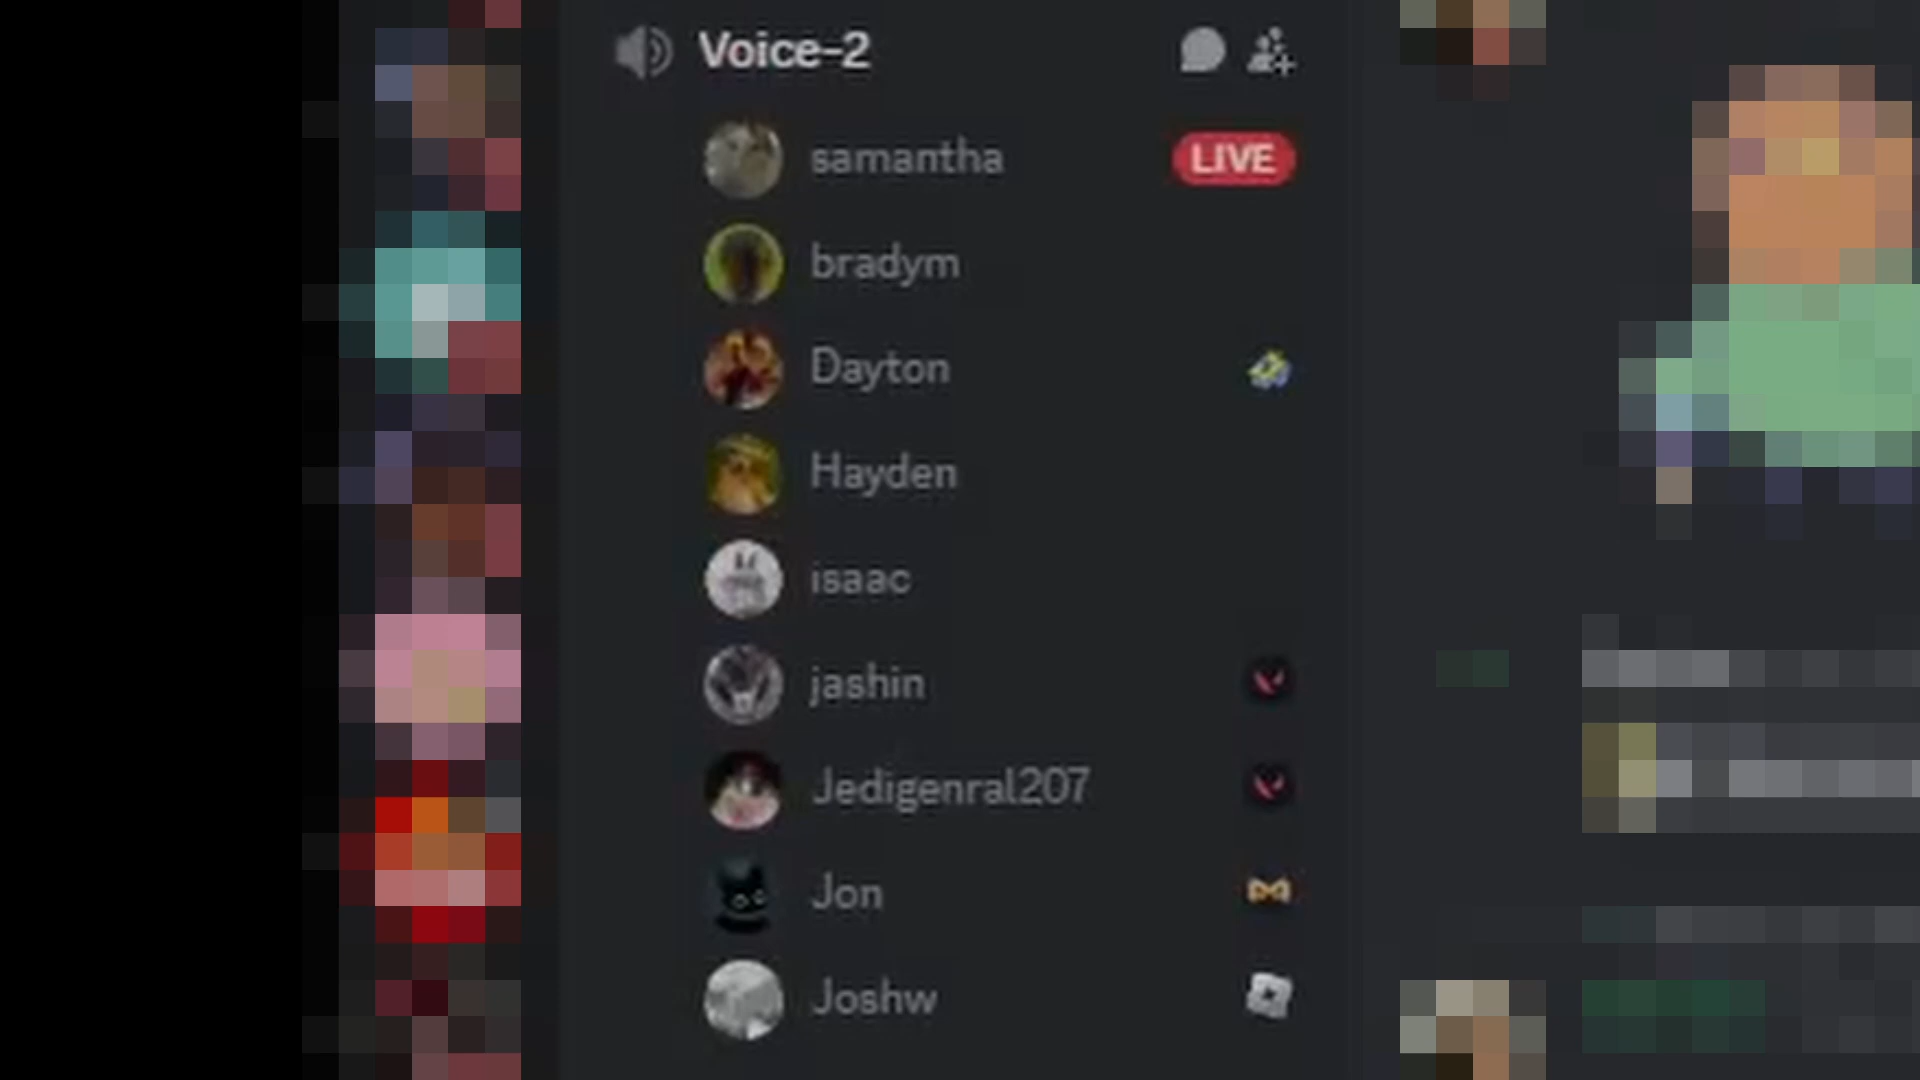 Voice-2
samantha LIVE
bradym
Dayton
Hayden
isaac
jashin
Jedigenral207
Jon
Joshw